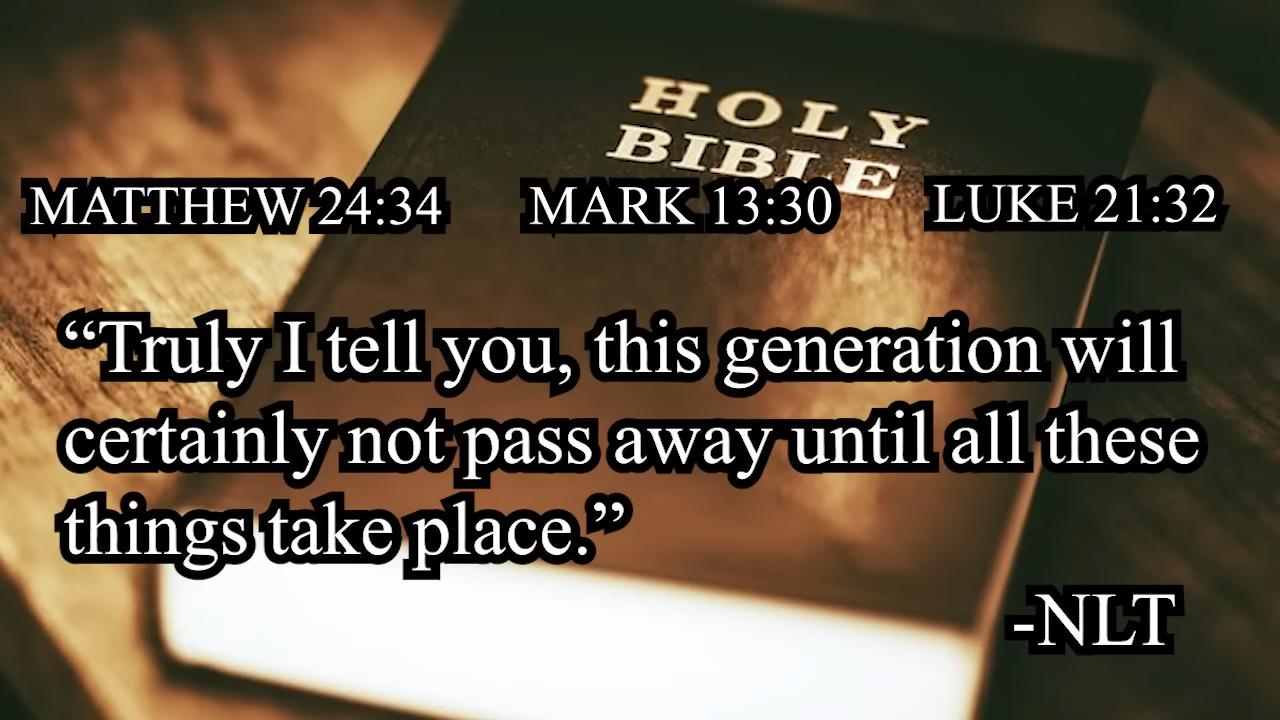 HOLY
BIBLE
MATTHEW 24:34 MARK 13:30 LUKE 21:32
“Truly I tell you, this generation will
certainly not pass away until all these
things take place.”
-NLT